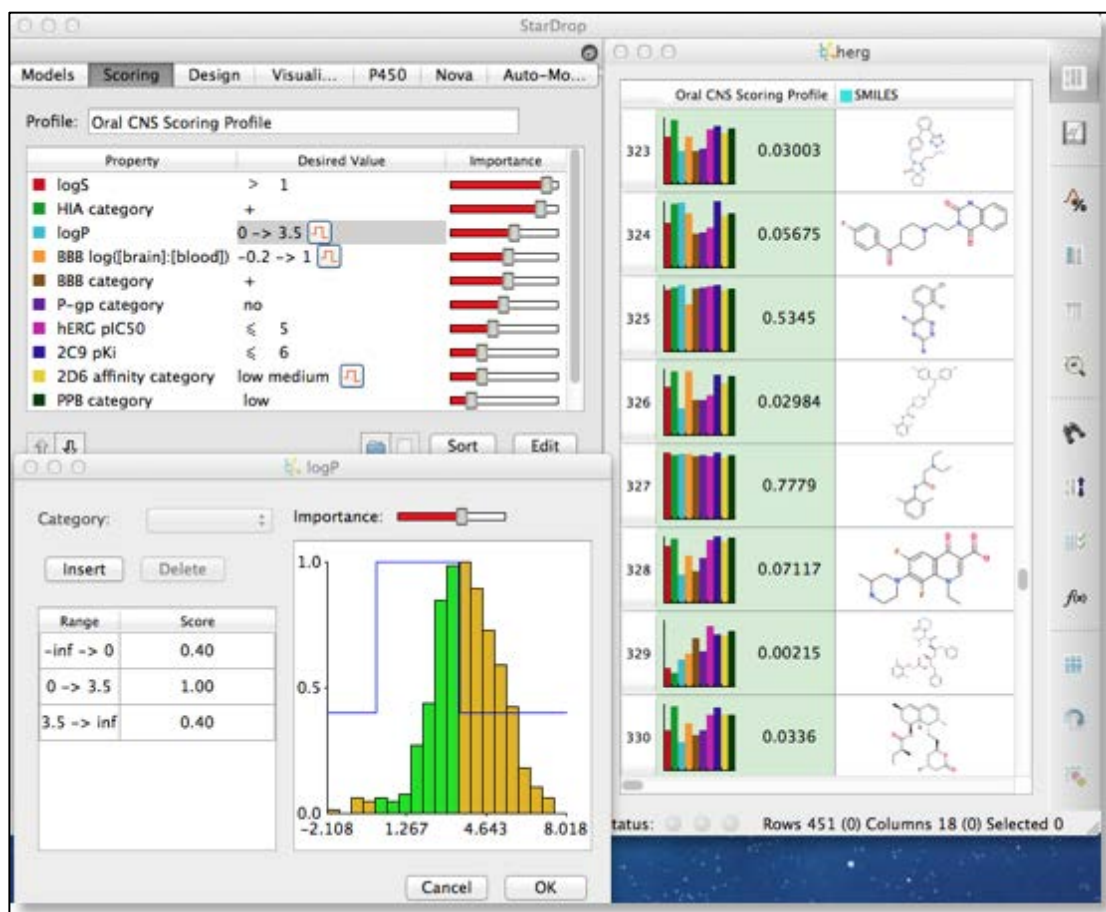 StarDrop
Models Scoring Design Visuali... P450 Nova Auto-Mo...
Profile: Oral CNS Scoring Profile
Property Desired Value Importance
logS > 1
HIA category +
logP 0 -> 3.5
BBB log([brain]:[blood]) -0.2 -> 1
BBB category +
P-gp category no
hERG pIC50 ⩽ 5
2C9 pKi ⩽ 6
2D6 affinity category low medium
PPB category low
Sort Edit
logP
Category: Importance:
Insert Delete
Range Score
-inf -> 0 0.40
0 -> 3.5 1.00
3.5 -> inf 0.40
1.0
0.5
0.0
-2.108 1.267 4.643 8.018
Cancel OK
herg
Oral CNS Scoring Profile SMILES
323 0.03003
324 0.05675
325 0.5345
326 0.02984
327 0.7779
328 0.07117
329 0.00215
330 0.0336
%
f(x)
tatus: Rows 451 (0) Columns 18 (0) Selected 0